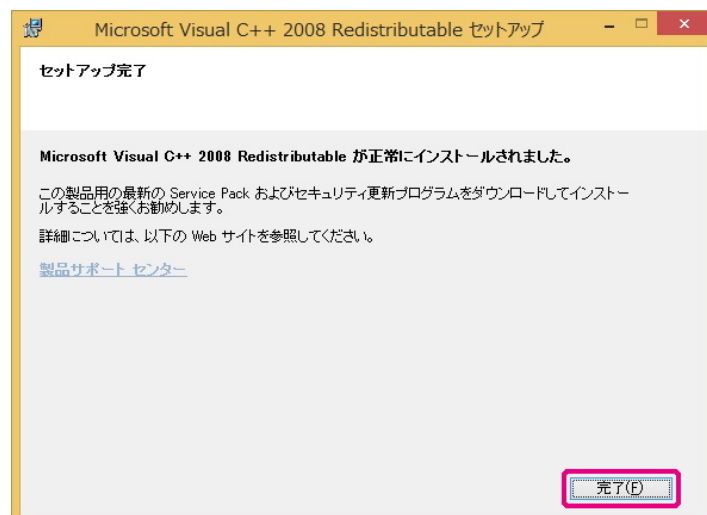 Microsoft Visual C++ 2008 Redistributable セットアップ
セットアップ完了
Microsoft Visual C++ 2008 Redistributable が正常にインストールされました。
この製品用の最新の Service Pack およびセキュリティ更新プログラムをダウンロードしてインストー
ルすることを強くお勧めします。
詳細については、以下の Web サイトを参照してください。
製品サポート センター
完了(F)